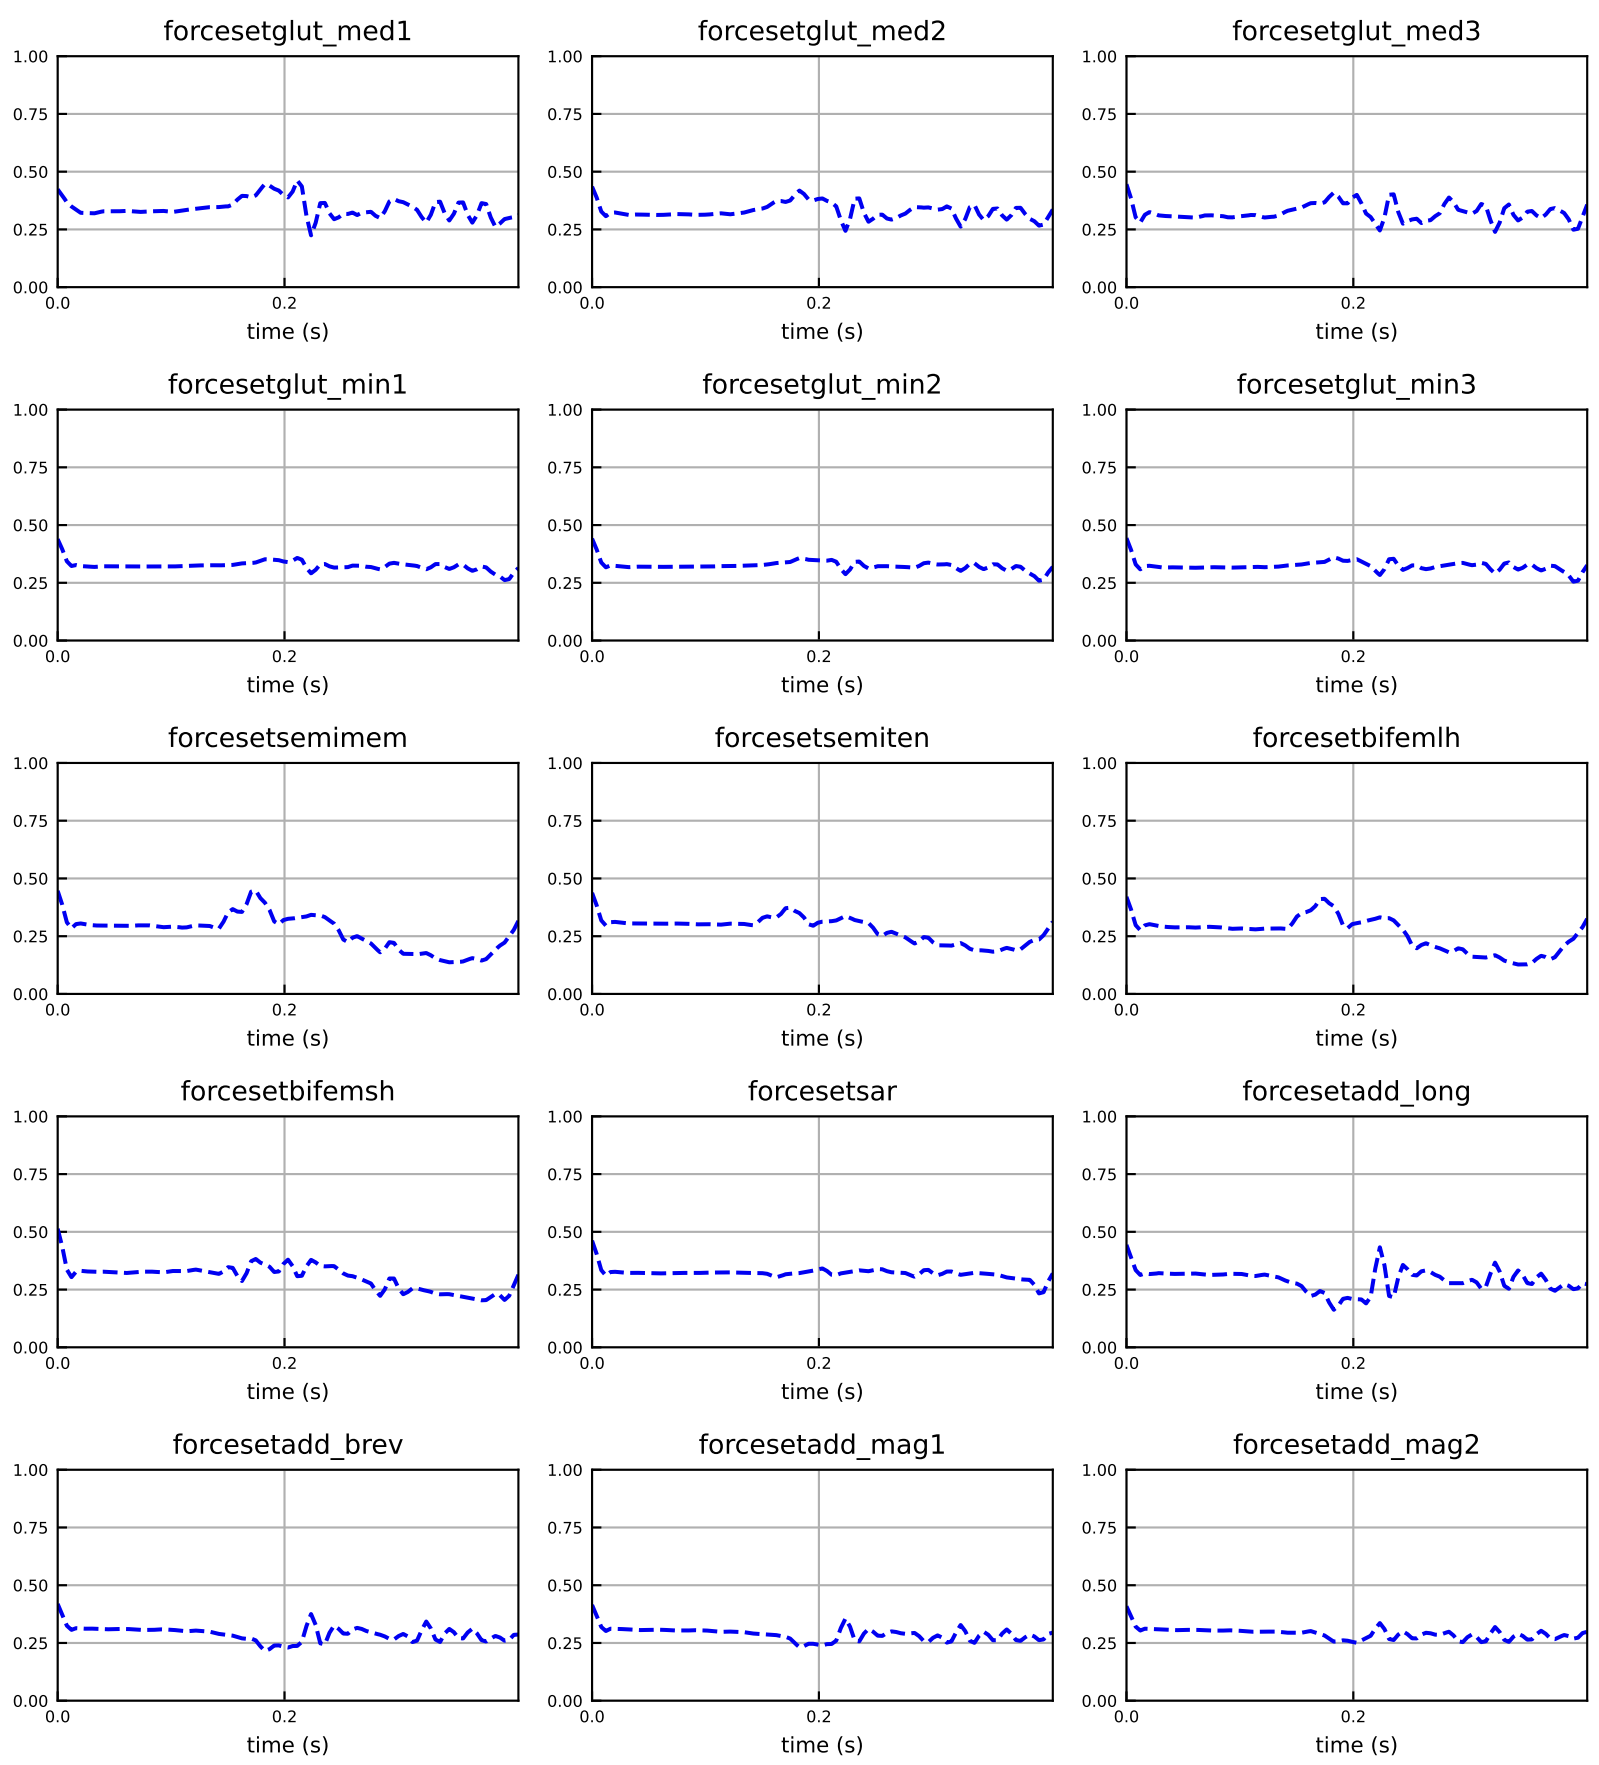 forcesetglut_med1 forcesetglut_med2 forcesetglut_med3
1.00 1.00 1.00
0.75 0.75 0.75
0.50 0.50 0.50
0.25 0.25 0.25
0.00 0.00 0.00
0.0 0.2 0.0 0.2 0.0 0.2
time (s) time (s) time (s)
forcesetglut_min1 forcesetglut_min2 forcesetglut_min3
1.00 1.00 1.00
0.75 0.75 0.75
0.50 0.50 0.50
0.25 0.25 0.25
0.00 0.00 0.00
0.0 0.2 0.0 0.2 0.0 0.2
time (s) time (s) time (s)
forcesetsemimem forcesetsemiten forcesetbifemlh
1.00 1.00 1.00
0.75 0.75 0.75
0.50 0.50 0.50
0.25 0.25 0.25
0.00 0.00 0.00
0.0 0.2 0.0 0.2 0.0 0.2
time (s) time (s) time (s)
forcesetbifemsh forcesetsar forcesetadd_long
1.00 1.00 1.00
0.75 0.75 0.75
0.50 0.50 0.50
0.25 0.25 0.25
0.00 0.00 0.00
0.0 0.2 0.0 0.2 0.0 0.2
time (s) time (s) time (s)
forcesetadd_brev forcesetadd_mag1 forcesetadd_mag2
1.00 1.00 1.00
0.75 0.75 0.75
0.50 0.50 0.50
0.25 0.25 0.25
0.00 0.00 0.00
0.0 0.2 0.0 0.2 0.0 0.2
time (s) time (s) time (s)